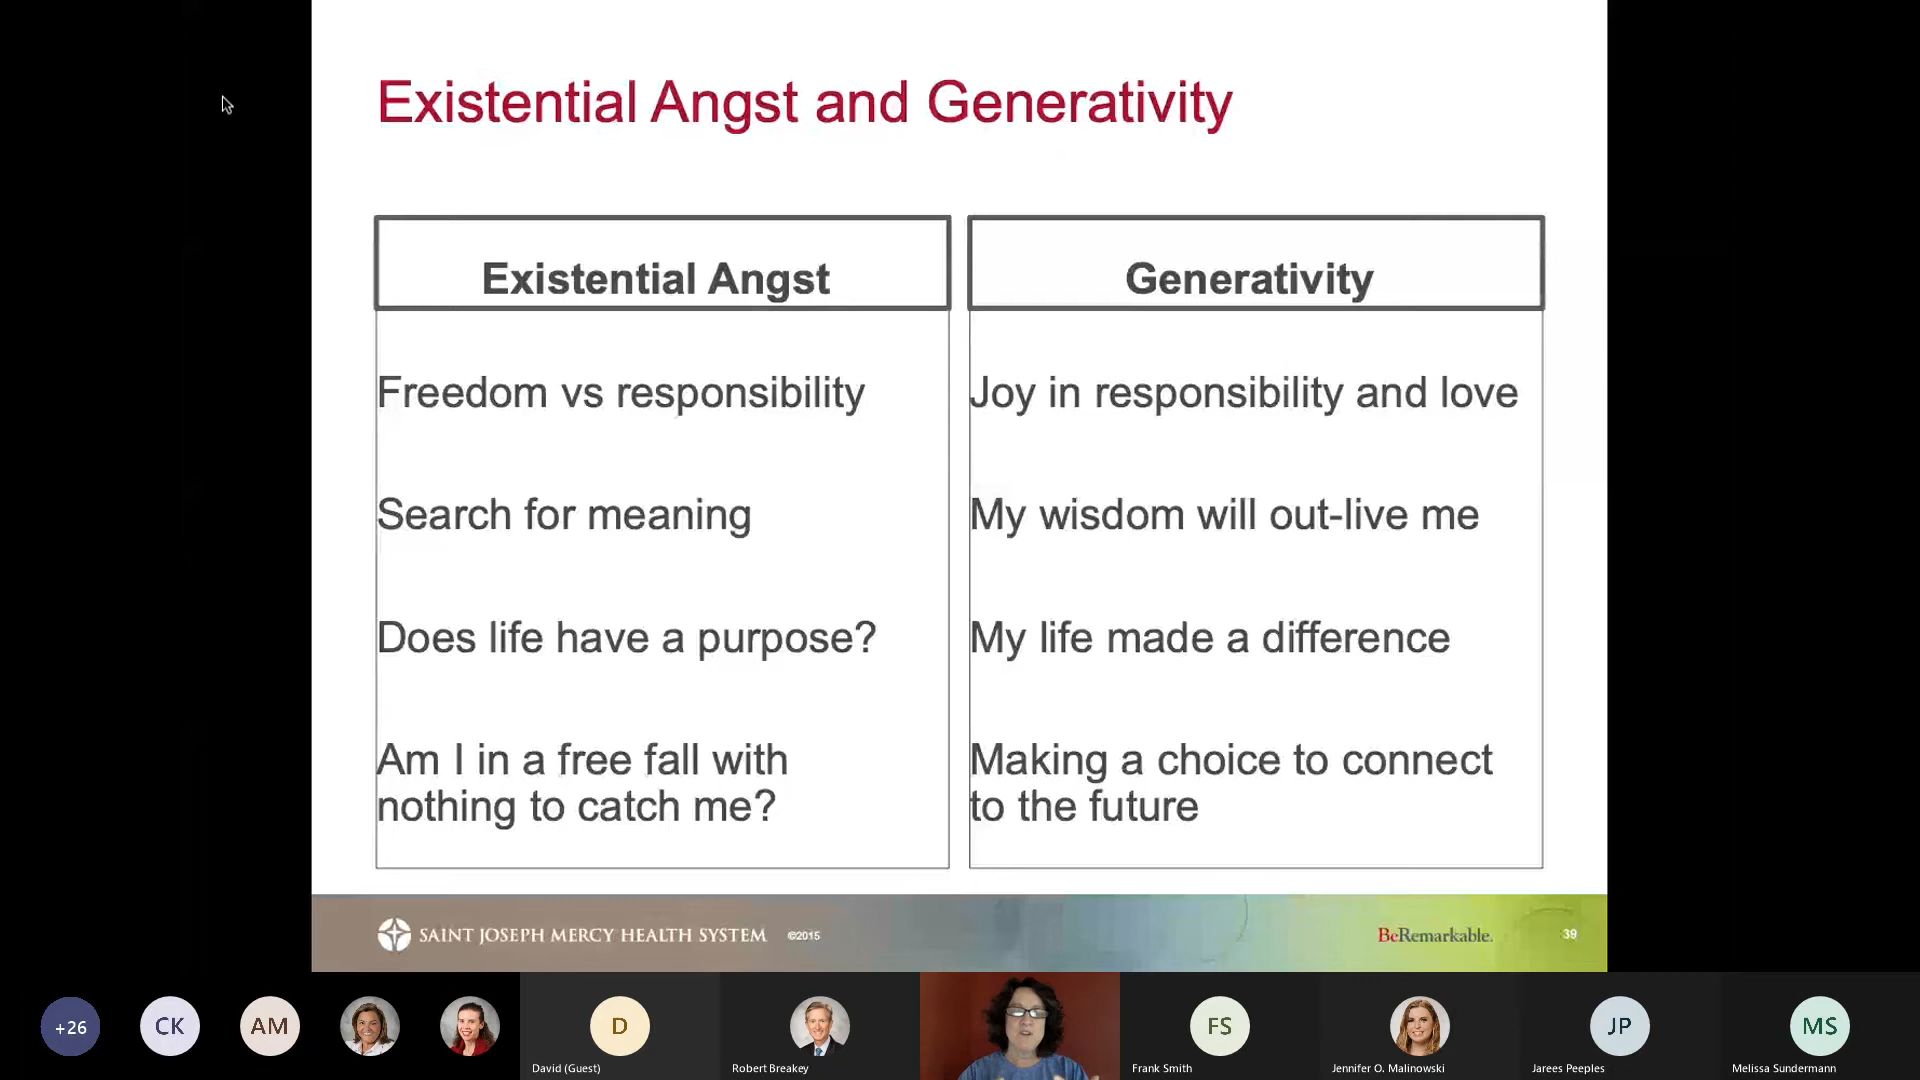 Existential Angst and Generativity
Existential Angst
Freedom vs responsibility
Search for meaning
Does life have a purpose?
Am I in a free fall with
nothing to catch me?
Generativity
Joy in responsibility and love
My wisdom will out-live me
My life made a difference
Making a choice to connect
to the future
SAINT JOSEPH MERCY HEALTH SYSTEM ©2015
BeRemarkable. 39
+26
CK
AM
D
David (Guest)
Robert Breakey
FS
Frank Smith
Jennifer O. Malinowski
JP
Jarees Peeples
MS
Melissa Sundermann